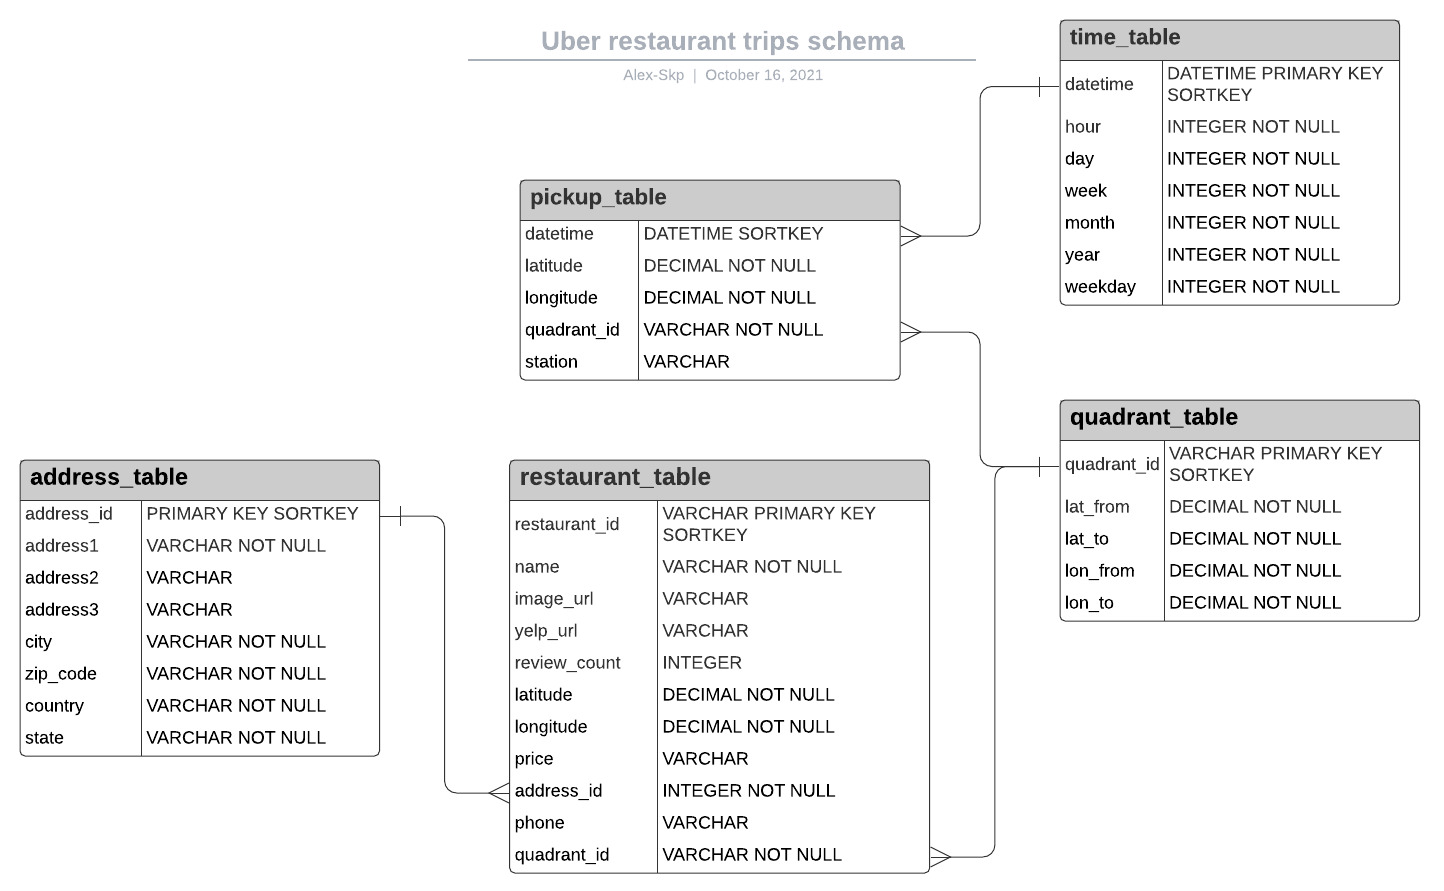 Uber restaurant trips schema
Alex-Skp | October 16, 2021
time_table
datetime DATETIME PRIMARY KEY
SORTKEY
hour INTEGER NOT NULL
day INTEGER NOT NULL
week INTEGER NOT NULL
month INTEGER NOT NULL
year INTEGER NOT NULL
weekday INTEGER NOT NULL
pickup_table
datetime DATETIME SORTKEY
latitude DECIMAL NOT NULL
longitude DECIMAL NOT NULL
quadrant_id VARCHAR NOT NULL
station VARCHAR
quadrant_table
quadrant_id VARCHAR PRIMARY KEY
SORTKEY
lat_from DECIMAL NOT NULL
lat_to DECIMAL NOT NULL
lon_from DECIMAL NOT NULL
lon_to DECIMAL NOT NULL
address_table
address_id PRIMARY KEY SORTKEY
address1 VARCHAR NOT NULL
address2 VARCHAR
address3 VARCHAR
city VARCHAR NOT NULL
zip_code VARCHAR NOT NULL
country VARCHAR NOT NULL
state VARCHAR NOT NULL
restaurant_table
restaurant_id VARCHAR PRIMARY KEY
SORTKEY
name VARCHAR NOT NULL
image_url VARCHAR
yelp_url VARCHAR
review_count INTEGER
latitude DECIMAL NOT NULL
longitude DECIMAL NOT NULL
price VARCHAR
address_id INTEGER NOT NULL
phone VARCHAR
quadrant_id VARCHAR NOT NULL